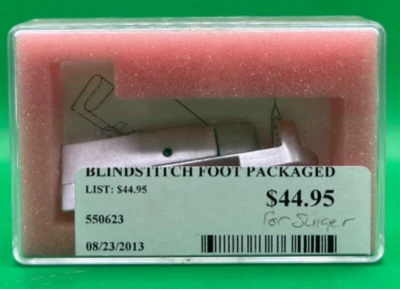 BLINDSTITCH FOOT PACKAGED
LIST: $44.95
$44.95
550623
For Singer
08/23/2013